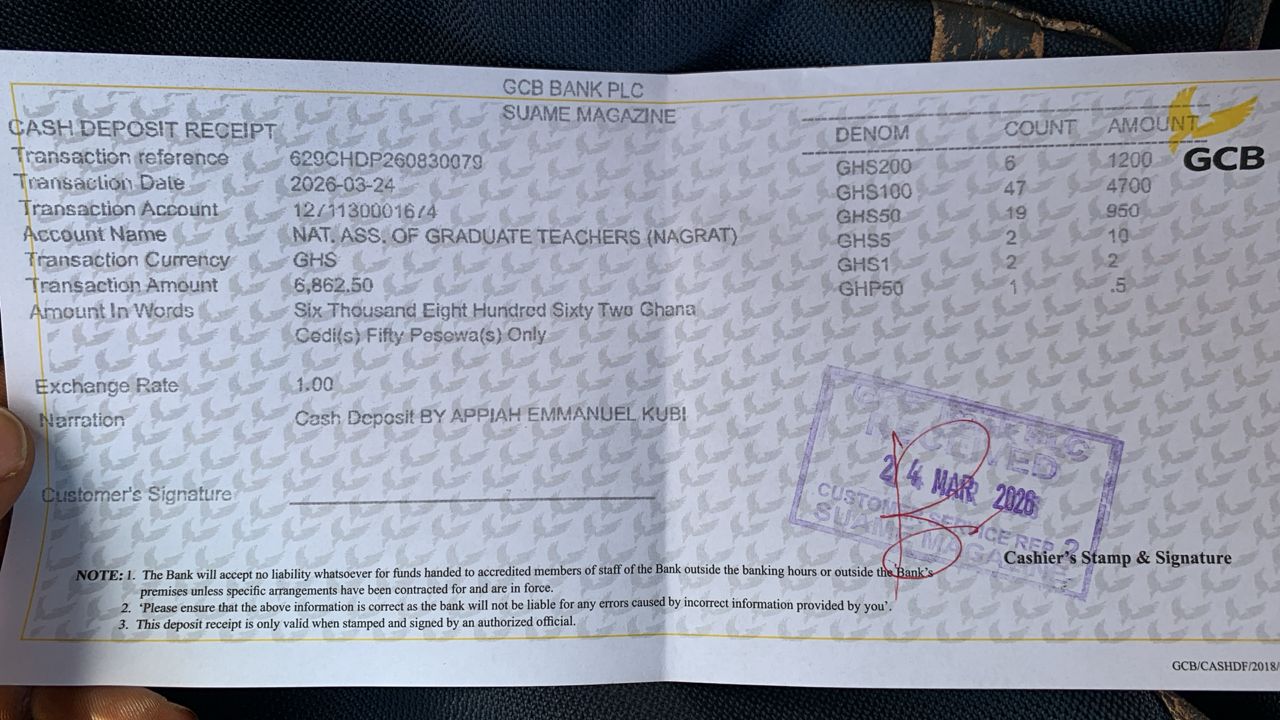 GCB BANK PLC
SUAME MAGAZINE
CASH DEPOSIT RECEIPT
Transaction reference 629CHDP260830079
Transaction Date 2026-03-24
Transaction Account
Account Name NAT. ASS. OF GRADUATE TEACHERS (NAGRAT)
Transaction Currency GHS
Transaction Amount 6,862.50
Amount In Words Six Thousand Eight Hundred Sixty Two Ghana
Cedi(s) Fifty Pesewa(s) Only
Exchange Rate 1.00
Narration Cash Deposit BY APPIAH EMMANUEL KUBI
Customer's Signature
DENOM COUNT AMOUNT
GHS200 6 1200
GHS100 47 4700
GHS50 19 950
GHS5 2 10
GHS1 2 2
GHP50 1 .5
GCB
PLC
RECEIVED
24 MAR 2026
CUSTOMER SERVICE REP 2
SUAME MAGAZINE
Cashier's Stamp & Signature
NOTE: 1. The Bank will accept no liability whatsoever for funds handed to accredited members of staff of the Bank outside the banking hours or outside the Bank's
premises unless specific arrangements have been contracted for and are in force.
2. 'Please ensure that the above information is correct as the bank will not be liable for any errors caused by incorrect information provided by you'.
3. This deposit receipt is only valid when stamped and signed by an authorized official.
GCB/CASHDF/2018/